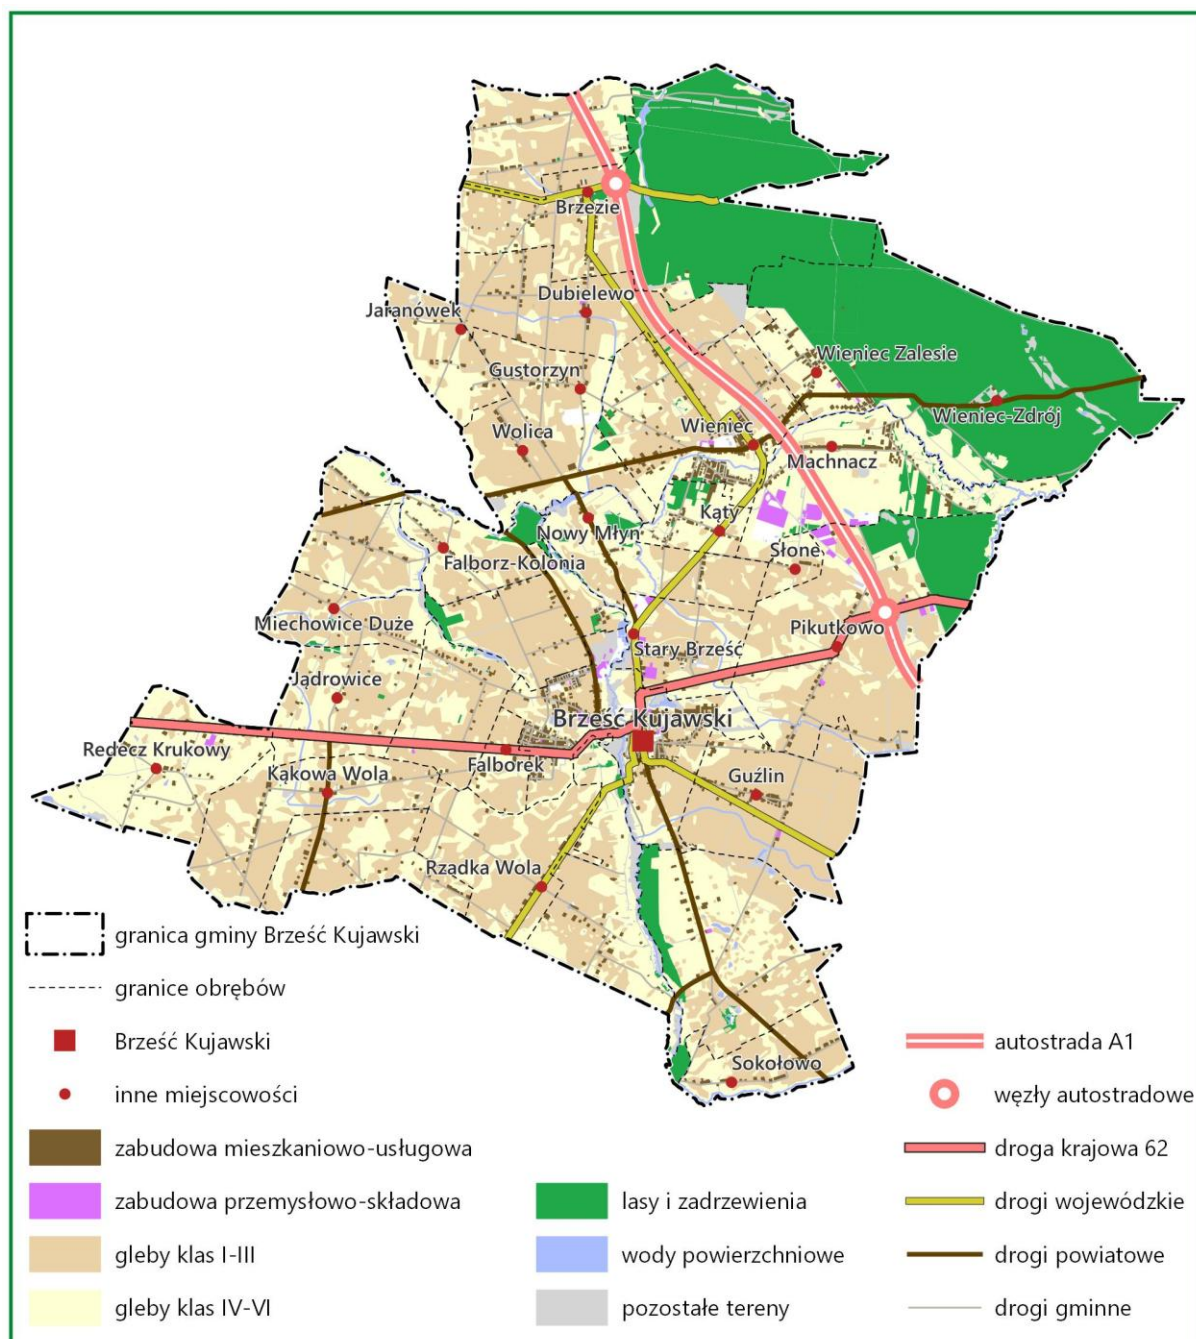 Brzezie
Dubielewo
Jaranówek
Wieniec Zalesie
Gustorzyn
Wieniec-Zdrój
Wieniec
Wolica
Machnacz
Kąty
Nowy Młyn
Słone
Falborz-Kolonia
Miechowice Duże
Pikutkowo
Stary Brześć
Jądrowice
Brześć Kujawski
Redecz Krukowy
Falborek
Kąkowa Wola
Guźlin
Rzadka Wola
Sokołowo
granica gminy Brześć Kujawski
granice obrębów
Brześć Kujawski
inne miejscowości
zabudowa mieszkaniowo-usługowa
zabudowa przemysłowo-składowa
gleby klas I-III
gleby klas IV-VI
lasy i zadrzewienia
wody powierzchniowe
pozostałe tereny
autostrada A1
węzły autostradowe
droga krajowa 62
drogi wojewódzkie
drogi powiatowe
drogi gminne